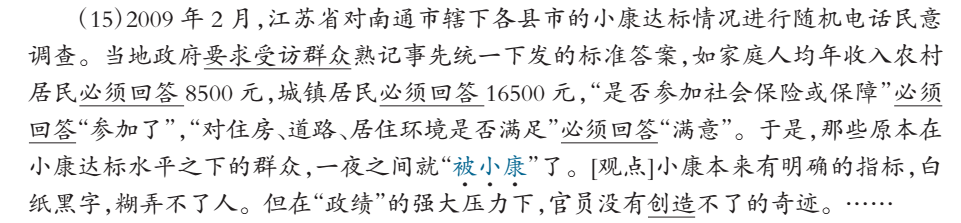 (15)2009 年 2 月,江苏省对南通市辖下各县市的小康达标情况进行随机电话民意
调查。当地政府要求受访群众熟记事先统一下发的标准答案,如家庭人均年收入农村
居民必须回答 8500 元,城镇居民必须回答 16500 元,“是否参加社会保险或保障”必须
回答“参加了”,“对住房、道路、居住环境是否满足”必须回答“满意”。于是,那些原本在
小康达标水平之下的群众,一夜之间就“被小康”了。[观点]小康本来有明确的指标,白
纸黑字,糊弄不了人。但在“政绩”的强大压力下,官员没有创造不了的奇迹。……